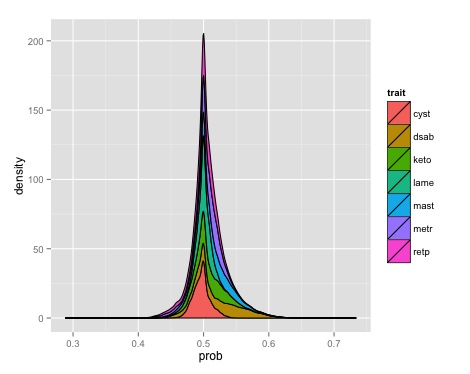 density
200
150
100
50
0
0.3 0.4 0.5 0.6 0.7
prob
trait
cyst
dsab
keto
lame
mast
metr
retp